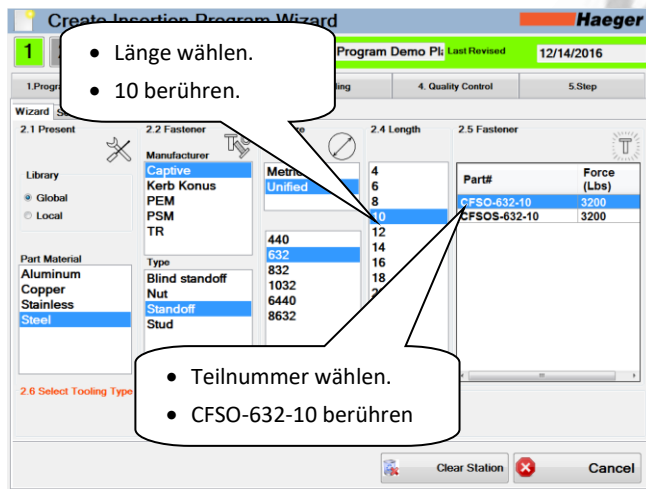 Create Insertion Program Wizard
Haeger
1
Program Demo Pl
Last Revised
12/14/2016
4. Quality Control
5.Step
Wizard
2.1 Present
2.2 Fastener
2.4 Length
2.5 Fastener
Library
Global
Local
Part Material
Aluminum
Copper
Stainless
Steel
Manufacturer
Captive
Kerb Konus
PEM
PSM
TR
Type
Blind standoff
Nut
Standoff
Stud
Unified
440
632
832
1032
6440
8632
4
6
8
10
12
14
16
18
Part#
Force
(Lbs)
CFSO-632-10
3200
CFSOS-632-10
3200
• Länge wählen.
• 10 berühren.
• Teilnummer wählen.
• CFSO-632-10 berühren
2.6 Select Tooling Type
Clear Station
Cancel